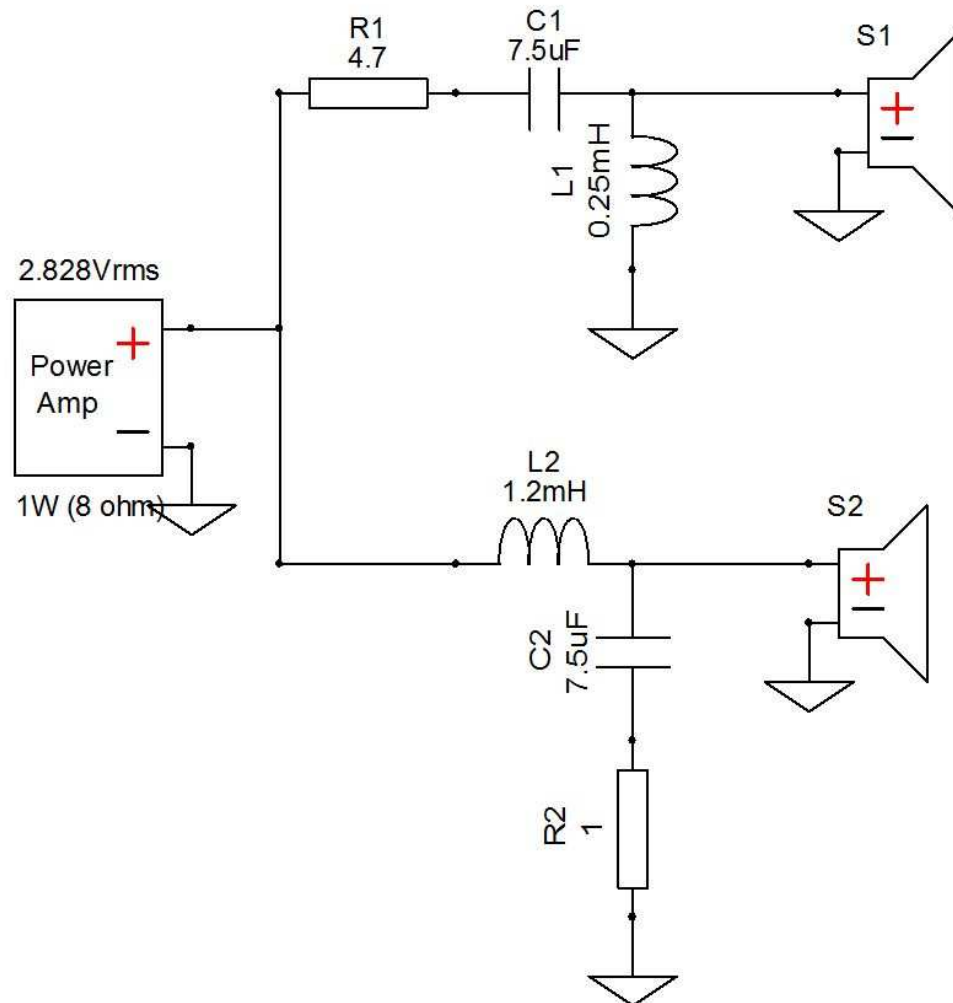 R1
4.7
C1
7.5uF
S1
+
−
L1
0.25mH
2.828Vrms
Power
Amp
+
−
1W (8 ohm)
L2
1.2mH
S2
+
−
C2
7.5uF
R2
1